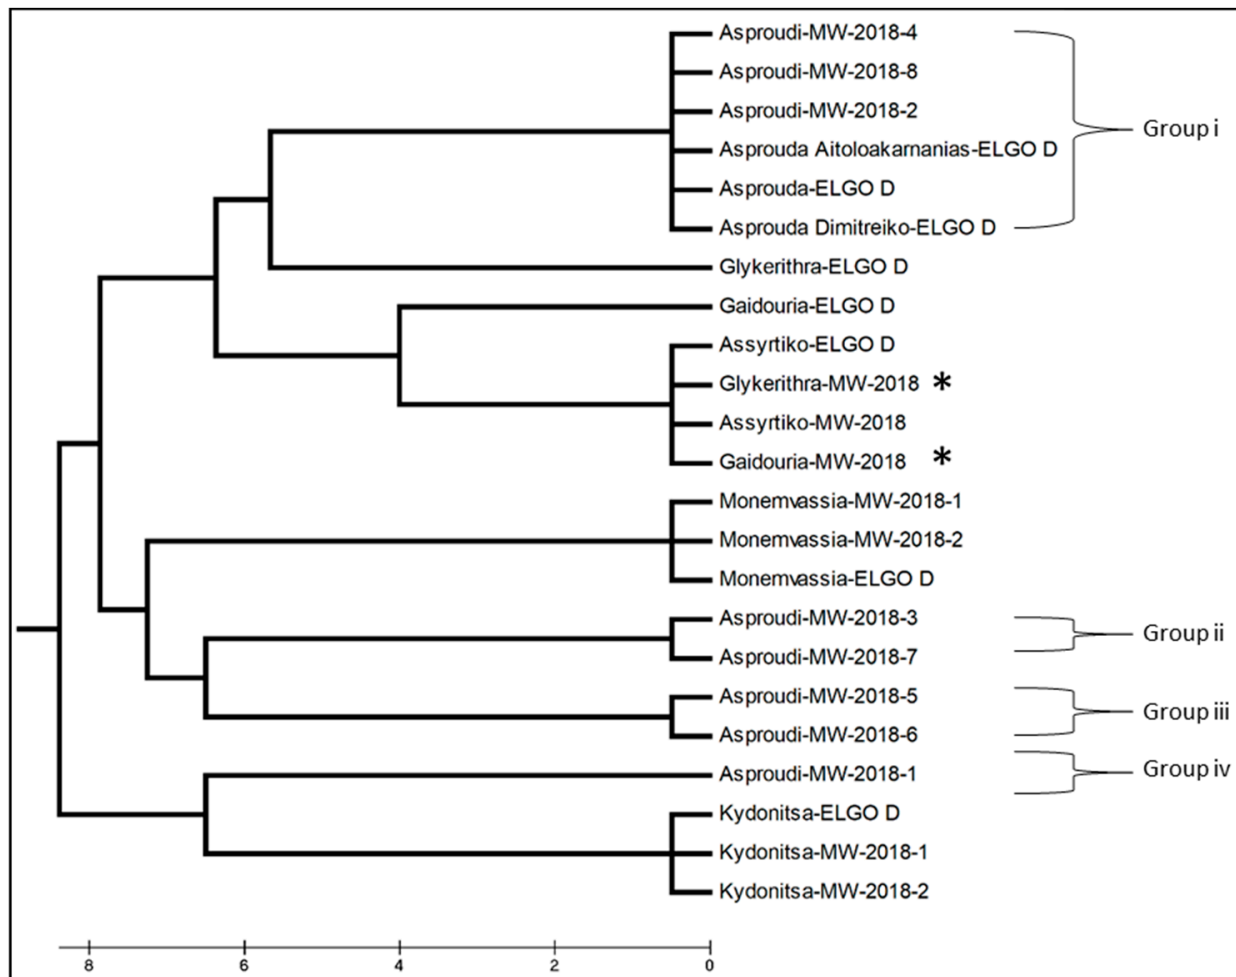 Asproudi-MW-2018-4
Asproudi-MW-2018-8
Asproudi-MW-2018-2
Group i
Asprouda Aitoloakarnanias-ELGO D
Asprouda-ELGO D
Asprouda Dimitreiko-ELGO D
Glykerithra-ELGO D
Gaidouria-ELGO D
Assyrtiko-ELGO D
Glykerithra-MW-2018 *
Assyrtiko-MW-2018
Gaidouria-MW-2018 *
Monemvassia-MW-2018-1
Monemvassia-MW-2018-2
Monemvassia-ELGO D
Asproudi-MW-2018-3
Group ii
Asproudi-MW-2018-7
Asproudi-MW-2018-5
Group iii
Asproudi-MW-2018-6
Asproudi-MW-2018-1
Group iv
Kydonitsa-ELGO D
Kydonitsa-MW-2018-1
Kydonitsa-MW-2018-2
8 6 4 2 0